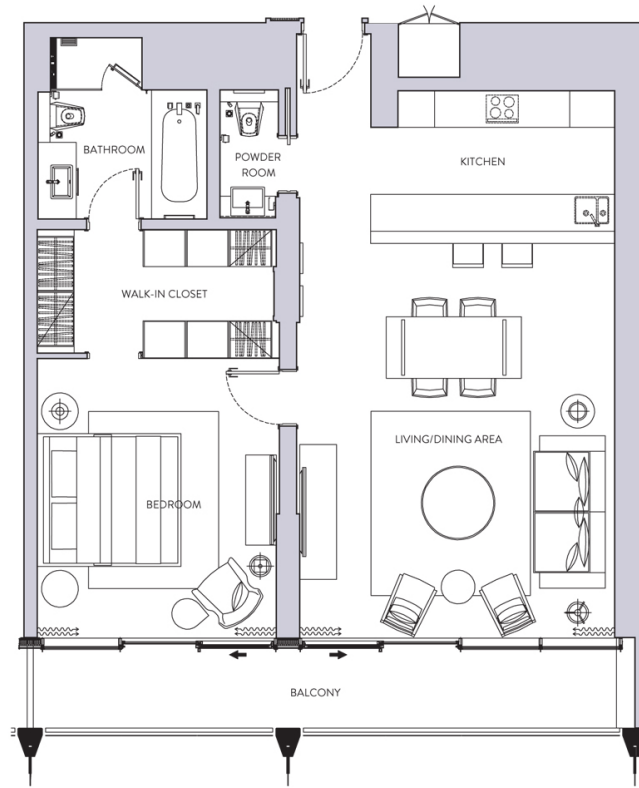 BATHROOM
POWDER
ROOM
KITCHEN
WALK-IN CLOSET
LIVING/DINING AREA
BEDROOM
BALCONY